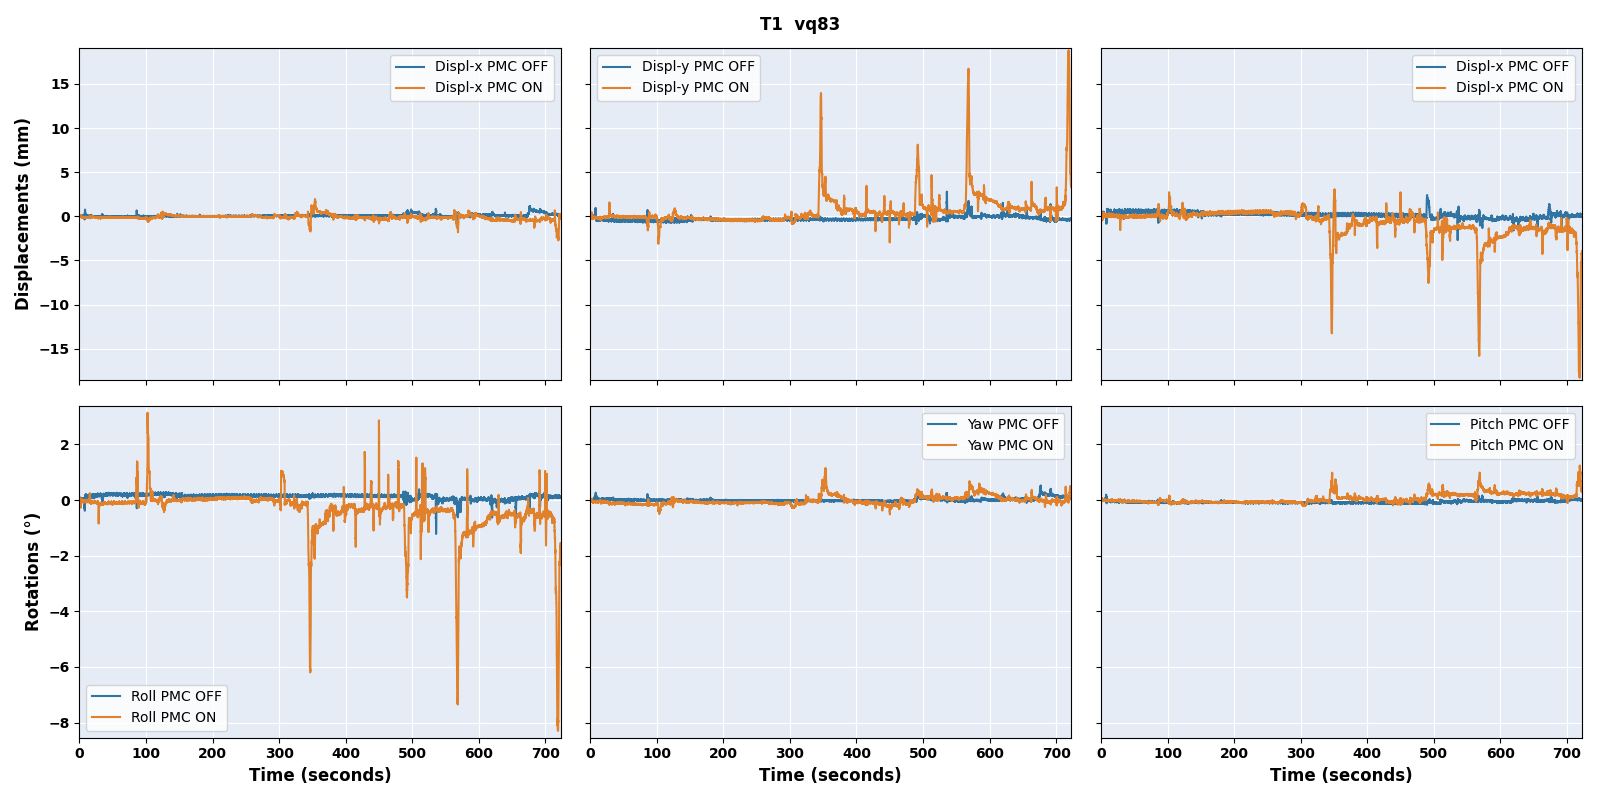 T1 vq83
Displ-x PMC OFF
Displ-x PMC ON
Displ-y PMC OFF
Displ-y PMC ON
Displ-x PMC OFF
Displ-x PMC ON
15
10
5
0
−5
−10
−15
Displacements (mm)
Roll PMC OFF
Roll PMC ON
Yaw PMC OFF
Yaw PMC ON
Pitch PMC OFF
Pitch PMC ON
2
0
−2
−4
−6
−8
Rotations (°)
0 100 200 300 400 500 600 700
0 100 200 300 400 500 600 700
0 100 200 300 400 500 600 700
Time (seconds)
Time (seconds)
Time (seconds)